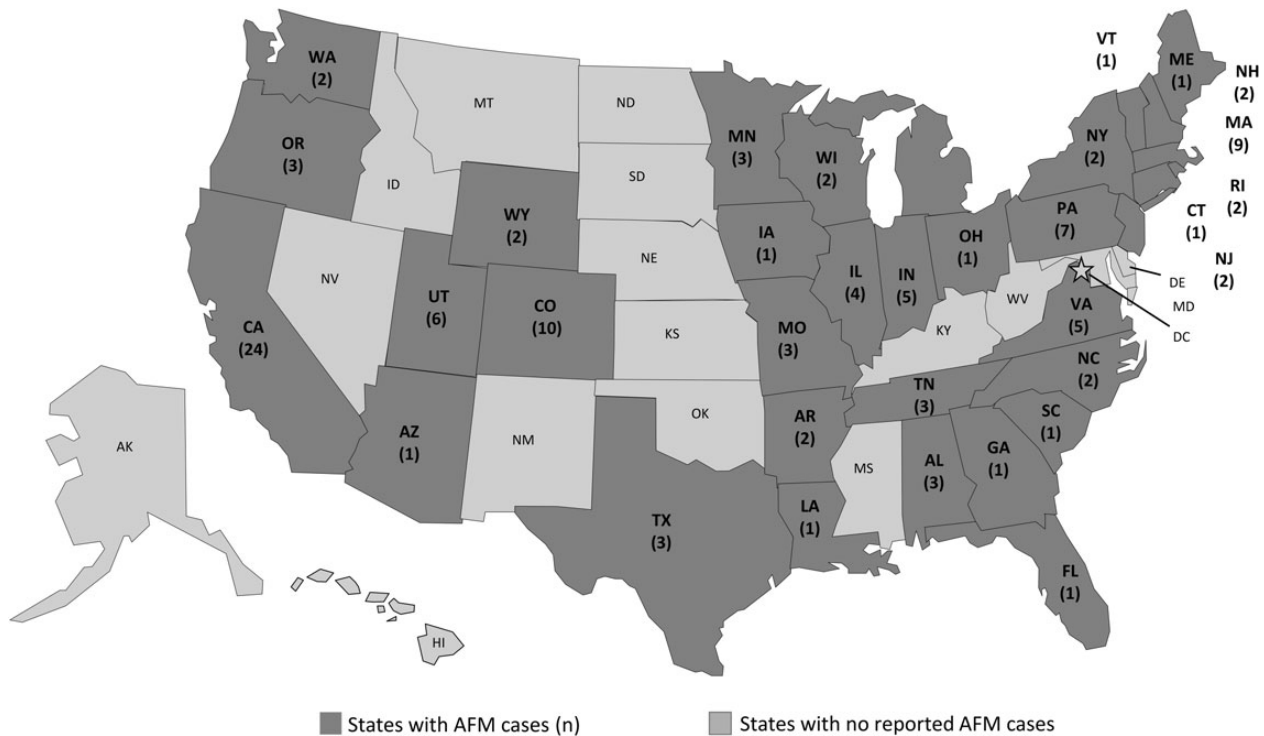 WA
(2)
OR
(3)
CA
(24)
NV
ID
MT
WY
(2)
UT
(6)
AZ
(1)
CO
(10)
NM
ND
SD
NE
KS
OK
TX
(3)
MN
(3)
IA
(1)
MO
(3)
AR
(2)
LA
(1)
WI
(2)
IL
(4)
IN
(5)
OH
(1)
KY
TN
(3)
MS
AL
(3)
GA
(1)
FL
(1)
SC
(1)
NC
(2)
VA
(5)
WV
PA
(7)
NY
(2)
VT
(1)
ME
(1)
NH
(2)
MA
(9)
RI
(2)
CT
(1)
NJ
(2)
DE
MD
DC
AK
HI
States with AFM cases (n)
States with no reported AFM cases